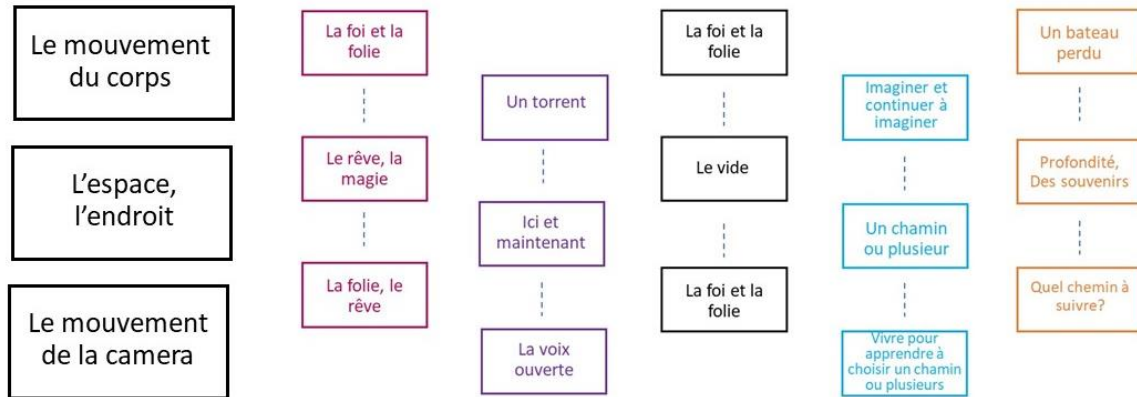 Le mouvement
du corps
L’espace,
l’endroit
Le mouvement
de la camera
La foi et la
folie
Le rêve, la
magie
La folie, le
rêve
Un torrent
Ici et
maintenant
La voix
ouverte
La foi et la
folie
Le vide
La foi et la
folie
Imaginer et
continuer à
imaginer
Un chamin
ou plusieur
Vivre pour
apprendre à
choisir un chamin
ou plusieurs
Un bateau
perdu
Profondité,
Des souvenirs
Quel chemin à
suivre?